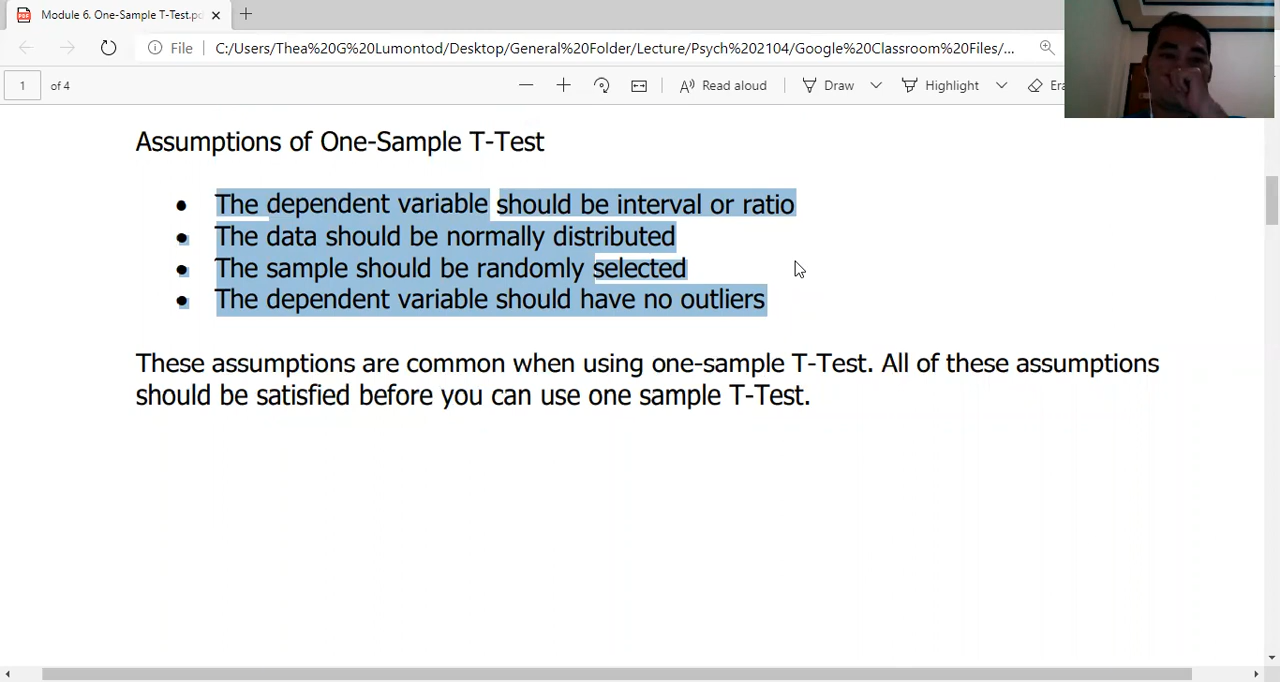 Module 6. One-Sample T-Test.pd
File
C:/Users/Thea%20G%20Lumontod/Desktop/General%20Folder/Lecture/Psych%202104/Google%20Classroom%20Files/...
1 of 4
Read aloud
Draw
Highlight
Era
Assumptions of One-Sample T-Test
• The dependent variable should be interval or ratio
• The data should be normally distributed
• The sample should be randomly selected
• The dependent variable should have no outliers
These assumptions are common when using one-sample T-Test. All of these assumptions
should be satisfied before you can use one sample T-Test.